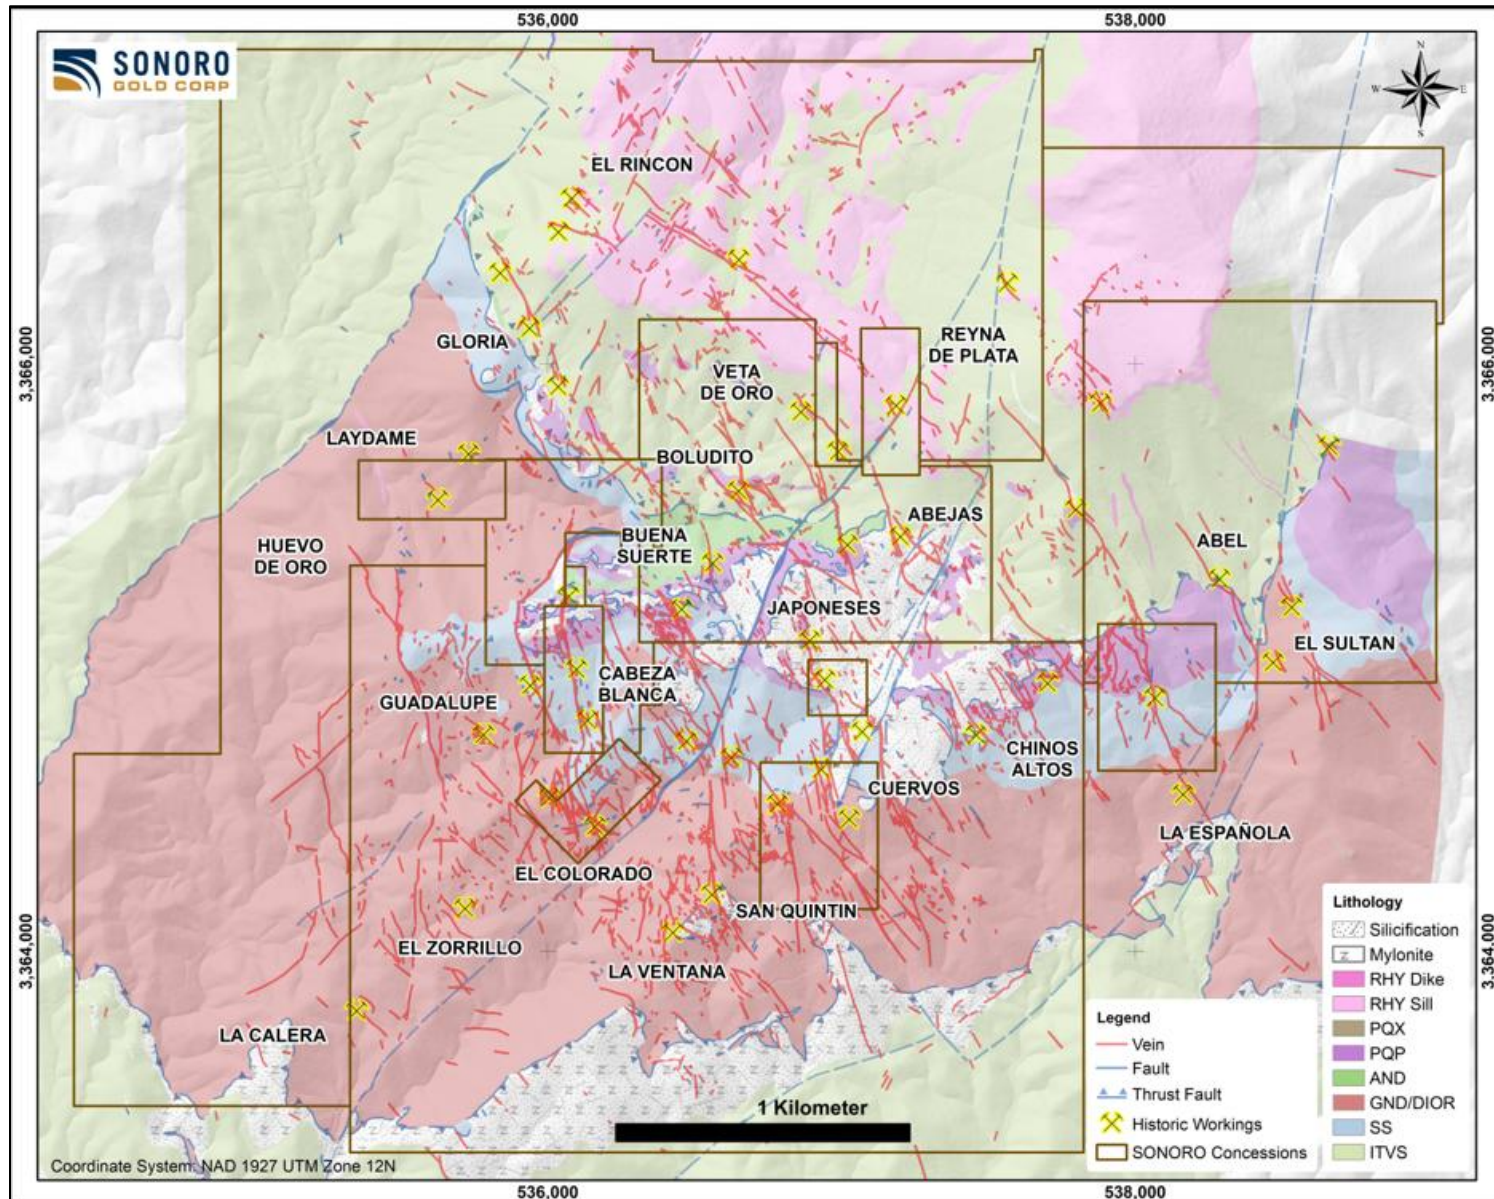 536,000
538,000
SONORO
GOLD CORP
N
W
E
S
EL RINCON
3,366,000
3,366,000
GLORIA
REYNA
DE PLATA
VETA
DE ORO
LAYDAME
BOLUDITO
ABEJAS
HUEVO
DE ORO
BUENA
SUERTE
ABEL
JAPONESES
EL SULTAN
CABEZA
BLANCA
GUADALUPE
CHINOS
ALTOS
CUERVOS
LA ESPAÑOLA
EL COLORADO
SAN QUINTIN
EL ZORRILLO
LA VENTANA
3,364,000
3,364,000
LA CALERA
Lithology
Silicification
Mylonite
RHY Dike
RHY Sill
PQX
PQP
AND
GND/DIOR
SS
ITVS
Legend
Vein
Fault
Thrust Fault
Historic Workings
SONORO Concessions
1 Kilometer
Coordinate System: NAD 1927 UTM Zone 12N
536,000
538,000